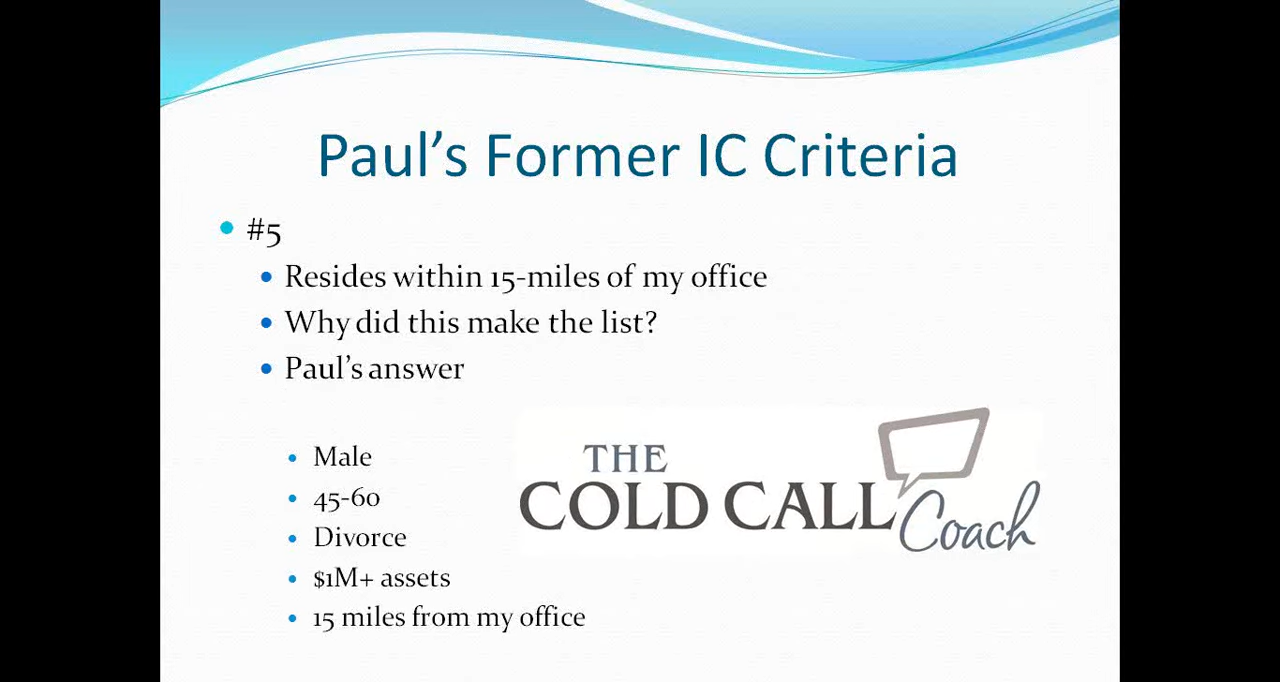 Paul's Former IC Criteria
#5
Resides within 15-miles of my office
Why did this make the list?
Paul's answer
Male
45-60
Divorce
$1M+ assets
15 miles from my office
THE
COLD CALL
Coach